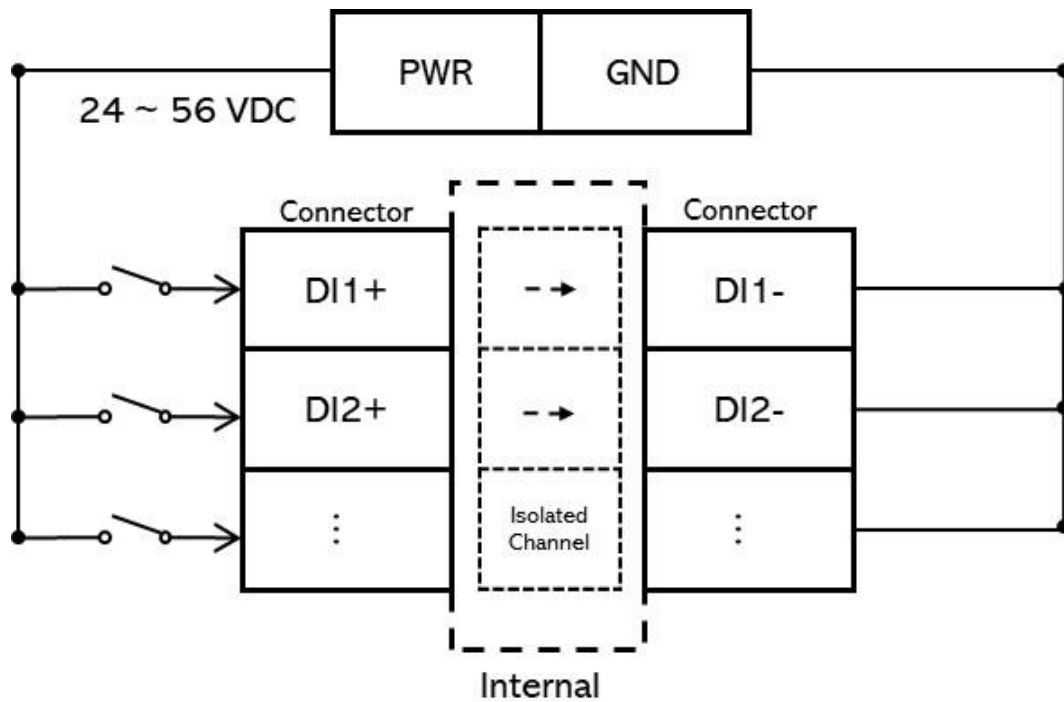 PWR GND
24 ~ 56 VDC
Connector Connector
DI1+ DI1-
DI2+ DI2-
⋮ Isolated Channel ⋮
Internal